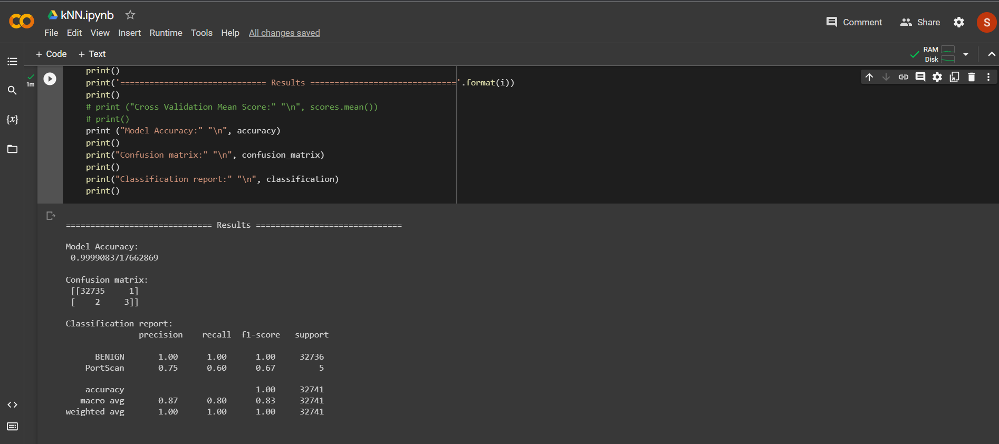 kNN.ipynb
Comment
Share
S
File Edit View Insert Runtime Tools Help All changes saved
+ Code + Text
RAM
Disk
1m
print()
print('============================== Results =============================='.format(i))
print()
# print ("Cross Validation Mean Score:" "\n", scores.mean())
# print()
print ("Model Accuracy:" "\n", accuracy)
print()
print("Confusion matrix:" "\n", confusion_matrix)
print()
print("Classification report:" "\n", classification)
print()
============================== Results ==============================
Model Accuracy:
0.9999083717662869
Confusion matrix:
[[32735 1]
[ 2 3]]
Classification report:
precision recall f1-score support
BENIGN 1.00 1.00 1.00 32736
PortScan 0.75 0.60 0.67 5
accuracy 1.00 32741
macro avg 0.87 0.80 0.83 32741
weighted avg 1.00 1.00 1.00 32741